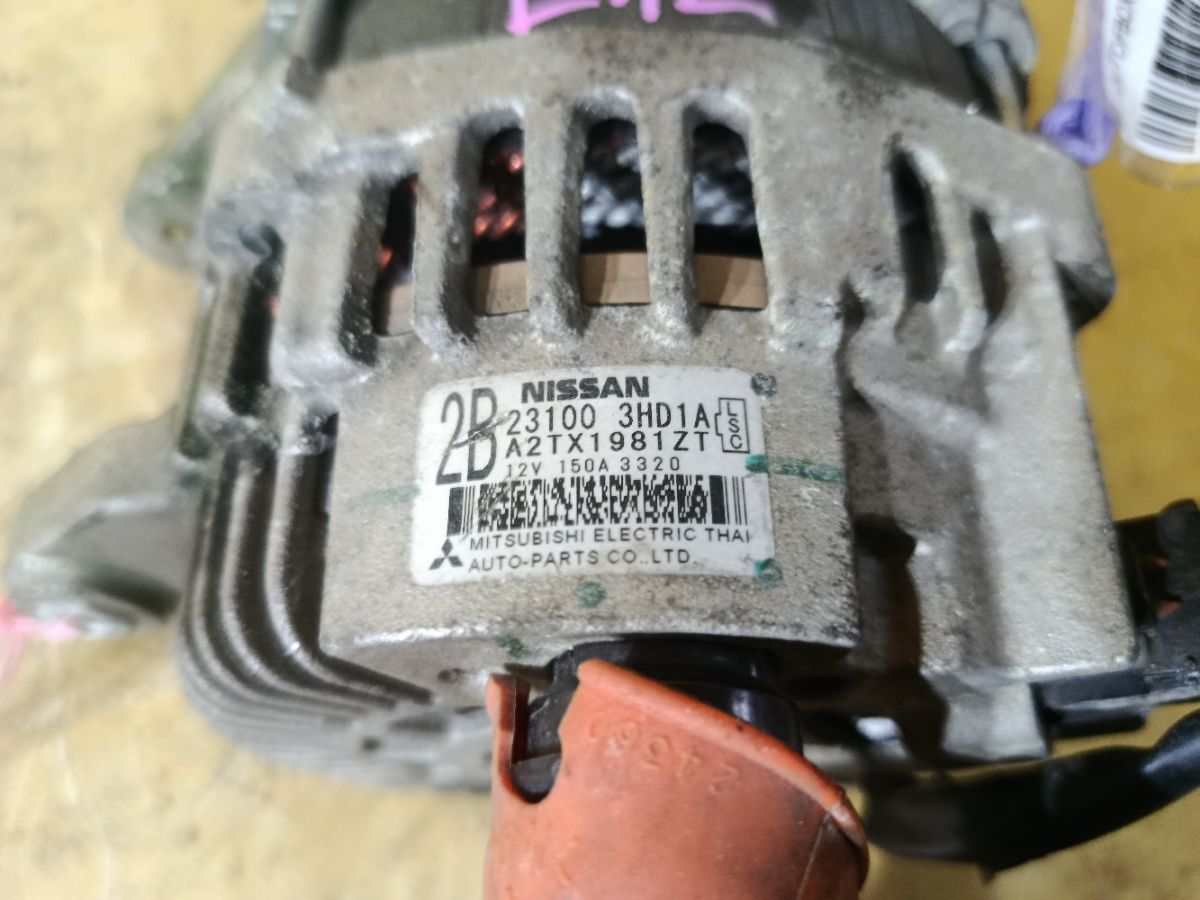 2B
NISSAN
23100 3HD1A
LSC
A2TX1981ZT
12V 150A 3320
MITSUBISHI ELECTRIC THAI
AUTO-PARTS CO.,LTD.